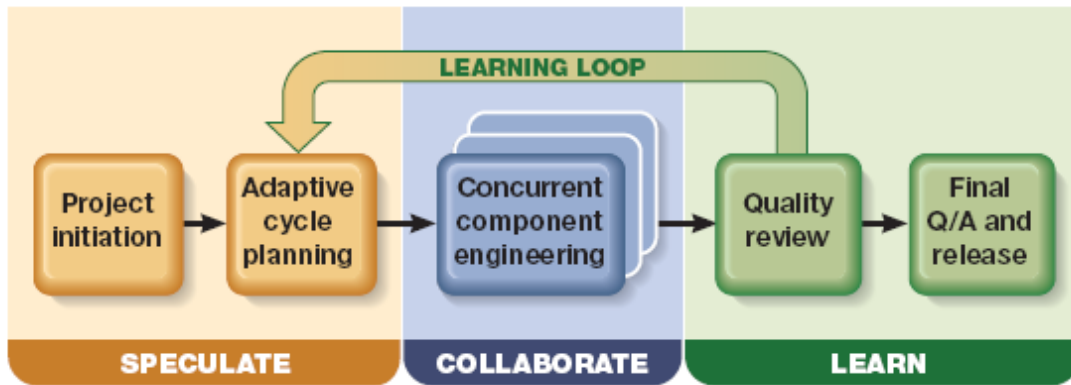 LEARNING LOOP
Project
initiation
Adaptive
cycle
planning
Concurrent
component
engineering
Quality
review
Final
Q/A and
release
SPECULATE
COLLABORATE
LEARN